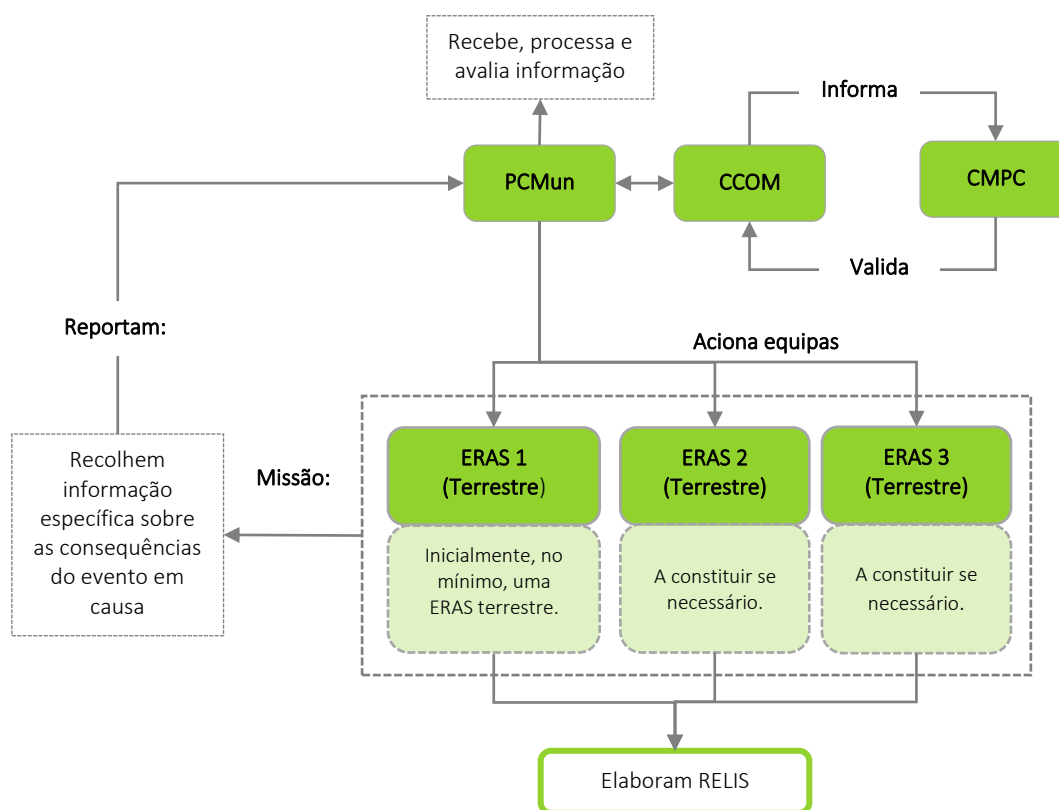 Recebe, processa e
avalia informação
Informa
PCMun
CCOM
CMPC
Valida
Reportam:
Aciona equipas
Recolhem
informação
específica sobre
as consequências
do evento em
causa
Missão:
ERAS 1
(Terrestre)
ERAS 2
(Terrestre)
ERAS 3
(Terrestre)
Inicialmente, no
mínimo, uma
ERAS terrestre.
A constituir se
necessário.
A constituir se
necessário.
Elaboram RELIS